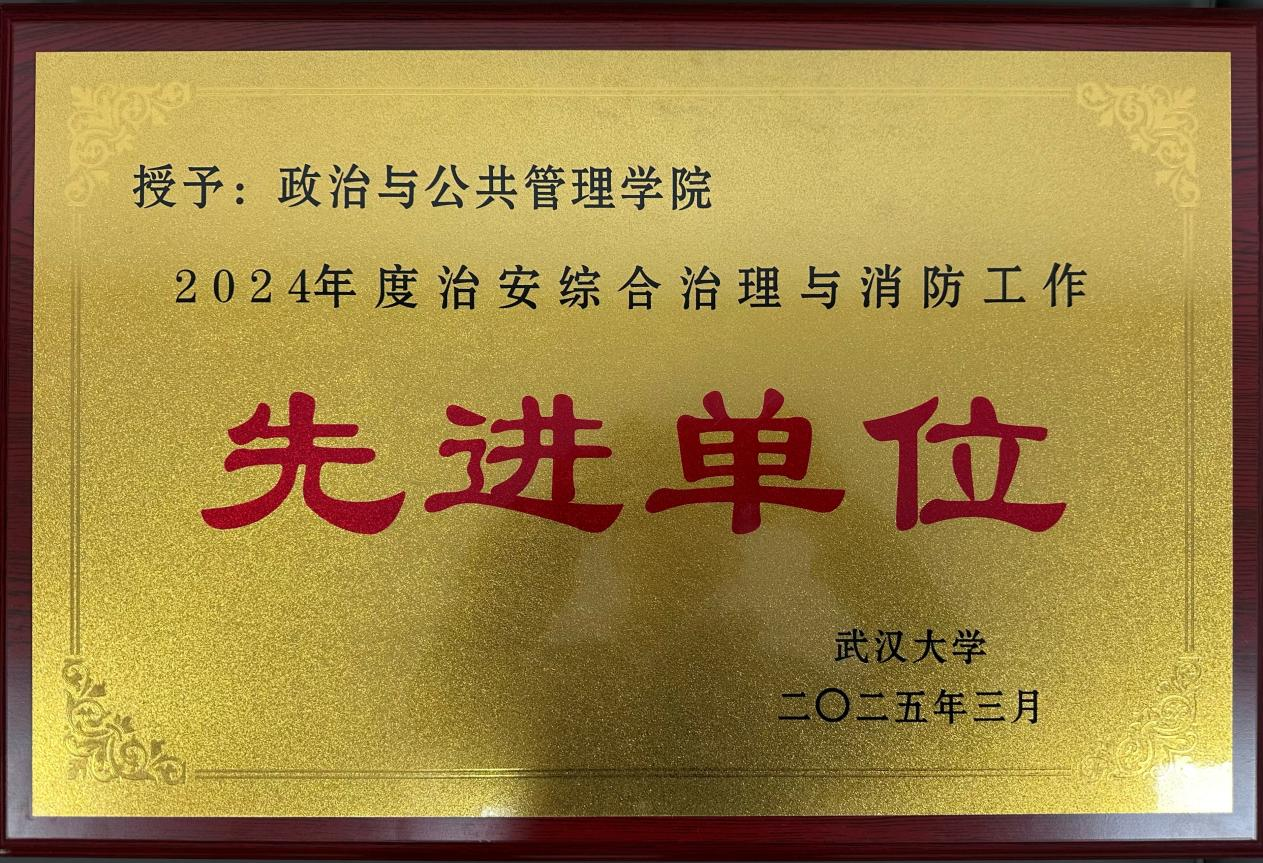 授予：政治与公共管理学院
2024年度治安综合治理与消防工作
先进单位
武汉大学
二〇二五年三月